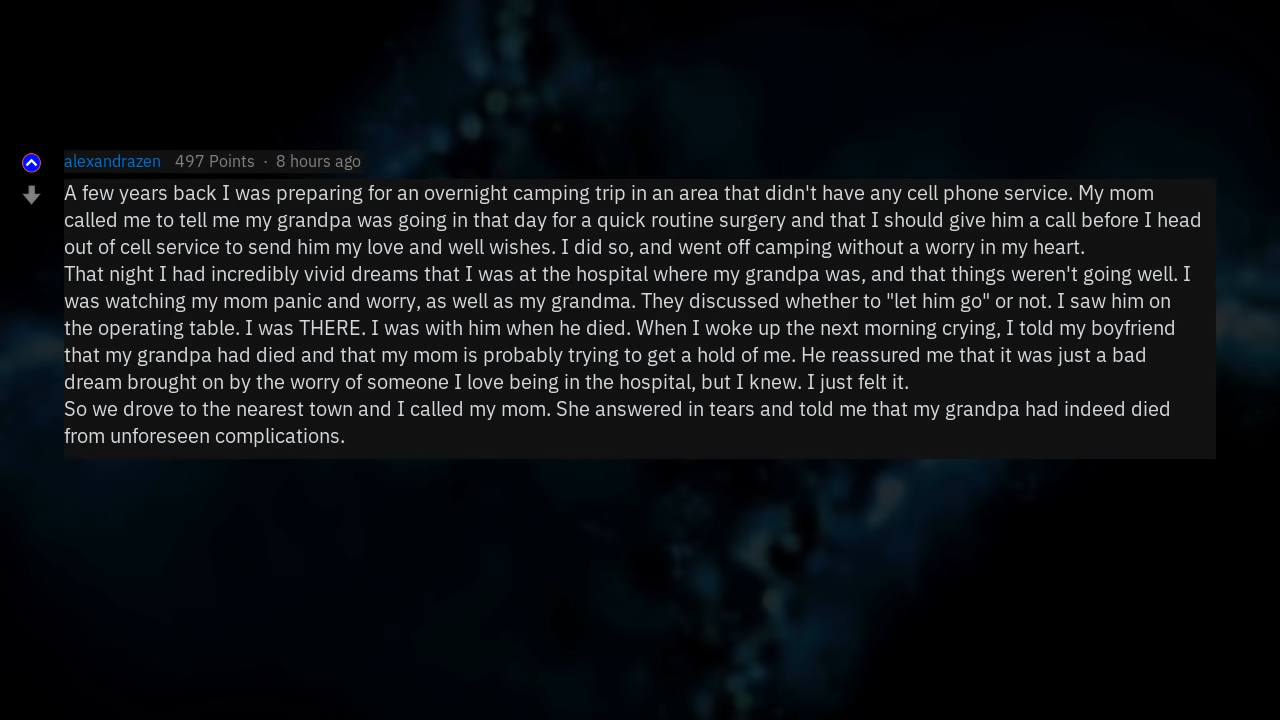 alexandrazen 497 Points · 8 hours ago
A few years back I was preparing for an overnight camping trip in an area that didn't have any cell phone service. My mom
called me to tell me my grandpa was going in that day for a quick routine surgery and that I should give him a call before I head
out of cell service to send him my love and well wishes. I did so, and went off camping without a worry in my heart.
That night I had incredibly vivid dreams that I was at the hospital where my grandpa was, and that things weren't going well. I
was watching my mom panic and worry, as well as my grandma. They discussed whether to "let him go" or not. I saw him on
the operating table. I was THERE. I was with him when he died. When I woke up the next morning crying, I told my boyfriend
that my grandpa had died and that my mom is probably trying to get a hold of me. He reassured me that it was just a bad
dream brought on by the worry of someone I love being in the hospital, but I knew. I just felt it.
So we drove to the nearest town and I called my mom. She answered in tears and told me that my grandpa had indeed died
from unforeseen complications.